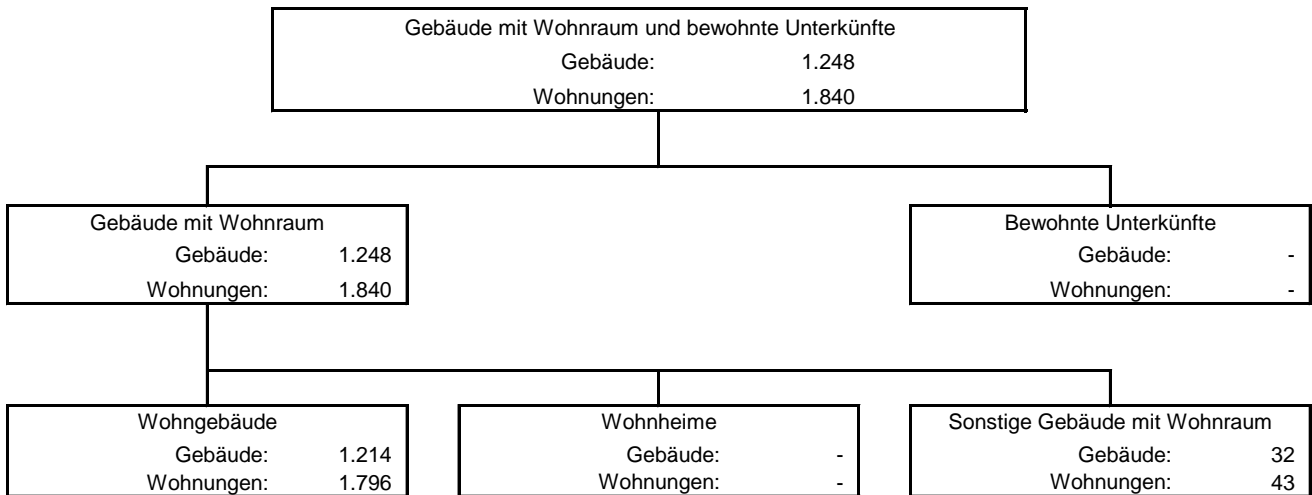 Gebäude mit Wohnraum und bewohnte Unterkünfte
Gebäude: 1.248
Wohnungen: 1.840
Gebäude mit Wohnraum
Gebäude: 1.248
Wohnungen: 1.840
Bewohnte Unterkünfte
Gebäude: -
Wohnungen: -
Wohngebäude
Gebäude: 1.214
Wohnungen: 1.796
Wohnheime
Gebäude: -
Wohnungen: -
Sonstige Gebäude mit Wohnraum
Gebäude: 32
Wohnungen: 43